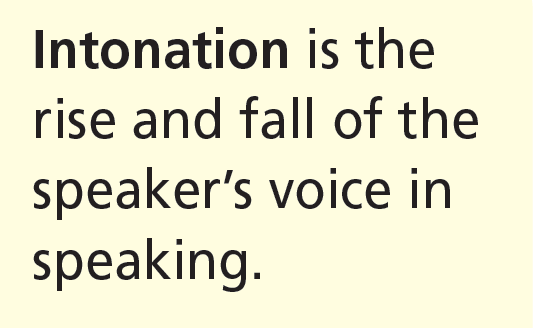 Intonation is the
rise and fall of the
speaker’s voice in
speaking.